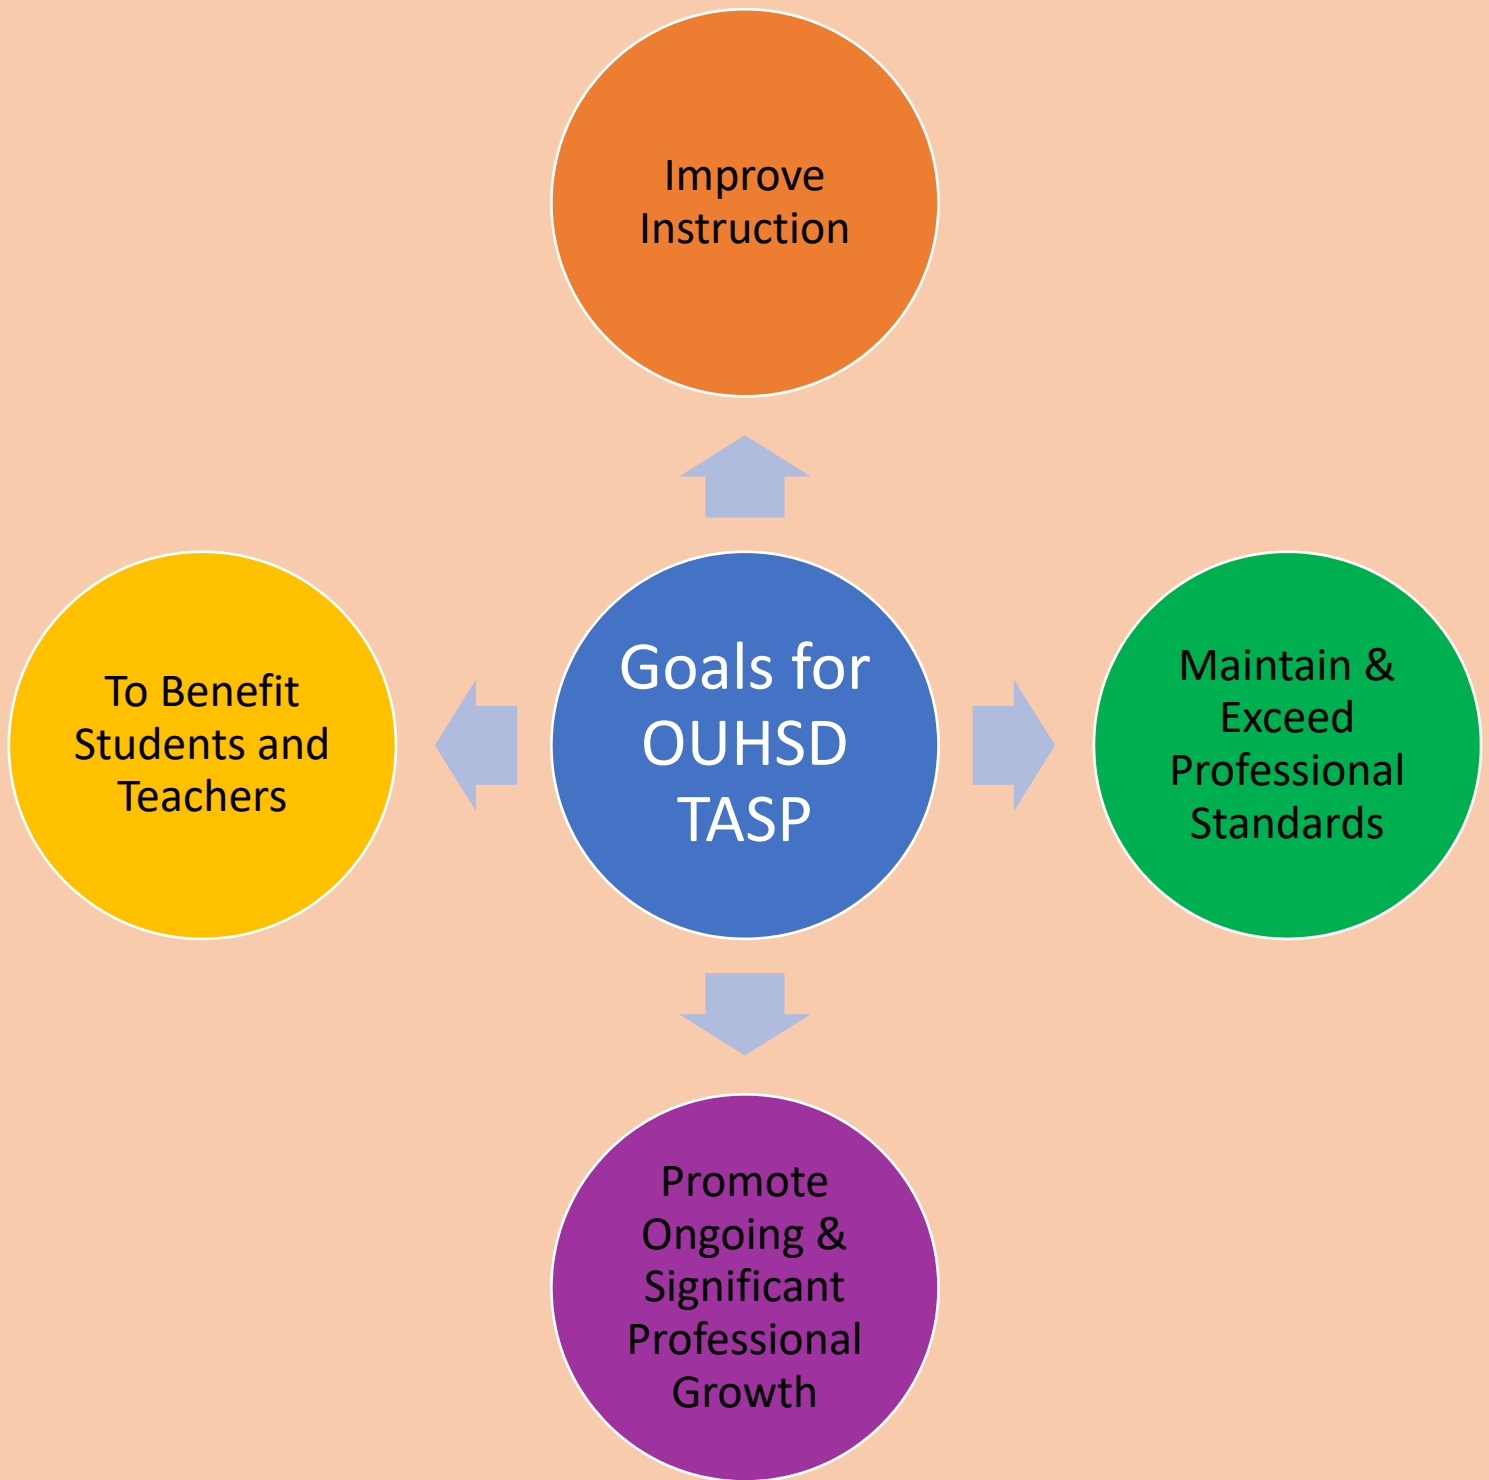 Improve
Instruction
To Benefit
Students and
Teachers
Goals for
OUHSD
TASP
Maintain &
Exceed
Professional
Standards
Promote
Ongoing &
Significant
Professional
Growth